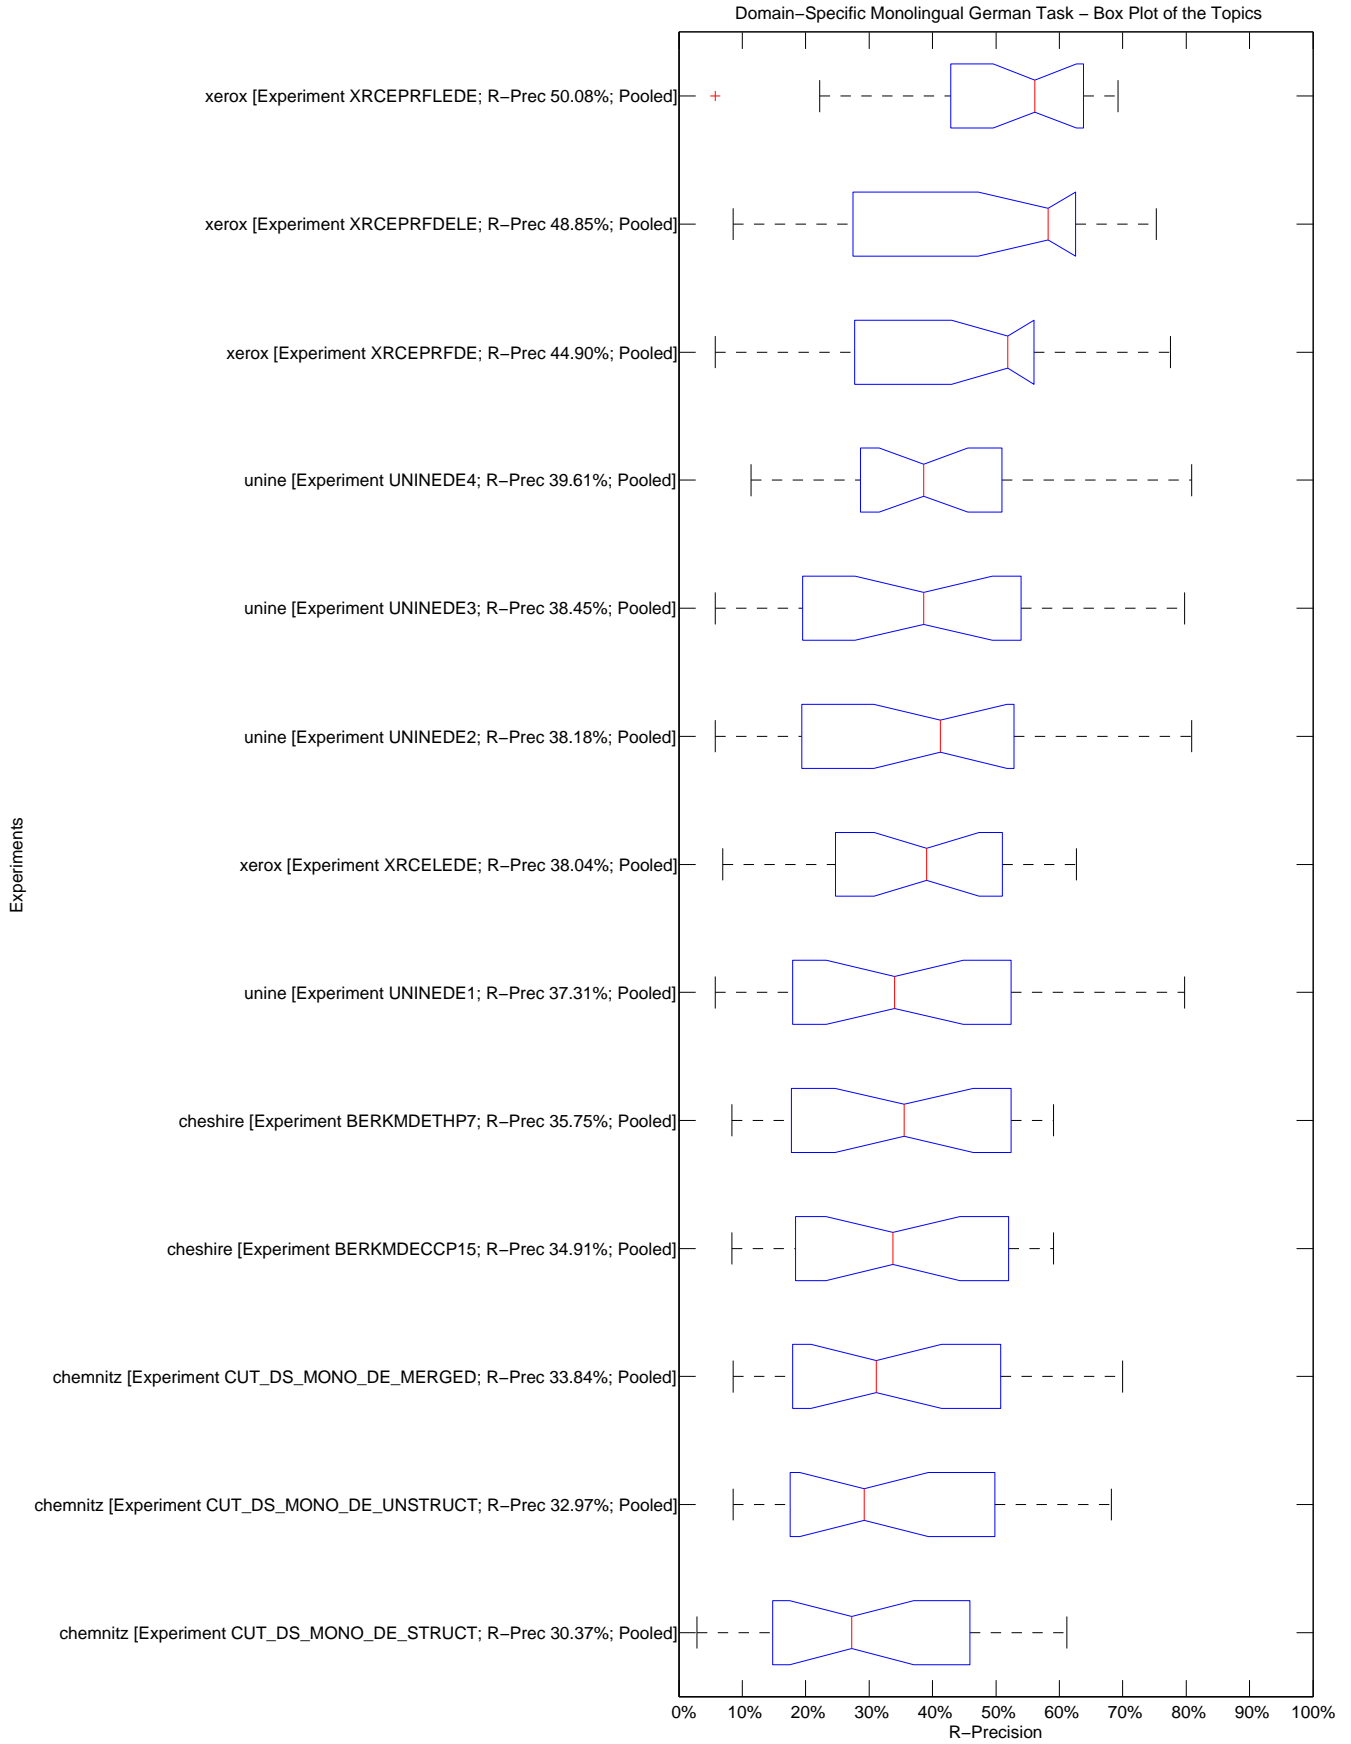 Domain−Specific Monolingual German Task − Box Plot of the Topics
xerox [Experiment XRCEPRFLEDE; R−Prec 50.08%; Pooled]
xerox [Experiment XRCEPRFDELE; R−Prec 48.85%; Pooled]
xerox [Experiment XRCEPRFDE; R−Prec 44.90%; Pooled]
unine [Experiment UNINEDE4; R−Prec 39.61%; Pooled]
unine [Experiment UNINEDE3; R−Prec 38.45%; Pooled]
unine [Experiment UNINEDE2; R−Prec 38.18%; Pooled]
xerox [Experiment XRCELEDE; R−Prec 38.04%; Pooled]
unine [Experiment UNINEDE1; R−Prec 37.31%; Pooled]
cheshire [Experiment BERKMDETHP7; R−Prec 35.75%; Pooled]
cheshire [Experiment BERKMDECCP15; R−Prec 34.91%; Pooled]
chemnitz [Experiment CUT_DS_MONO_DE_MERGED; R−Prec 33.84%; Pooled]
chemnitz [Experiment CUT_DS_MONO_DE_UNSTRUCT; R−Prec 32.97%; Pooled]
chemnitz [Experiment CUT_DS_MONO_DE_STRUCT; R−Prec 30.37%; Pooled]
Experiments
0% 10% 20% 30% 40% 50% 60% 70% 80% 90% 100%
R−Precision